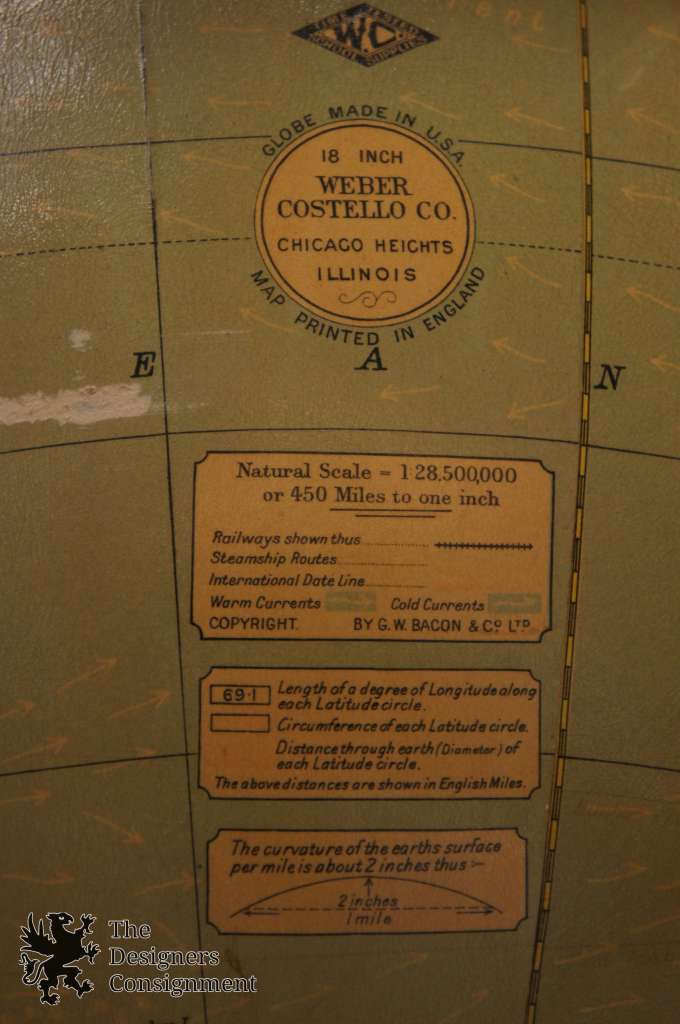 TIME TESTED
W.C
SCHOOL SUPPLIES
GLOBE MADE IN U.S.A.
18 INCH
WEBER
COSTELLO CO.
CHICAGO HEIGHTS
ILLINOIS
MAP PRINTED IN ENGLAND
E A N
Natural Scale = 1:28,500,000
or 450 Miles to one inch
Railways shown thus
Steamship Routes
International Date Line
Warm Currents Cold Currents
COPYRIGHT. BY G.W. BACON & Co LTD.
69·1 Length of a degree of Longitude along
each Latitude circle.
Circumference of each Latitude circle.
Distance through earth (Diameter) of
each Latitude circle.
The above distances are shown in English Miles.
The curvature of the earths surface
per mile is about 2 inches thus :-
2 inches
1 mile
The
Designers
Consignment